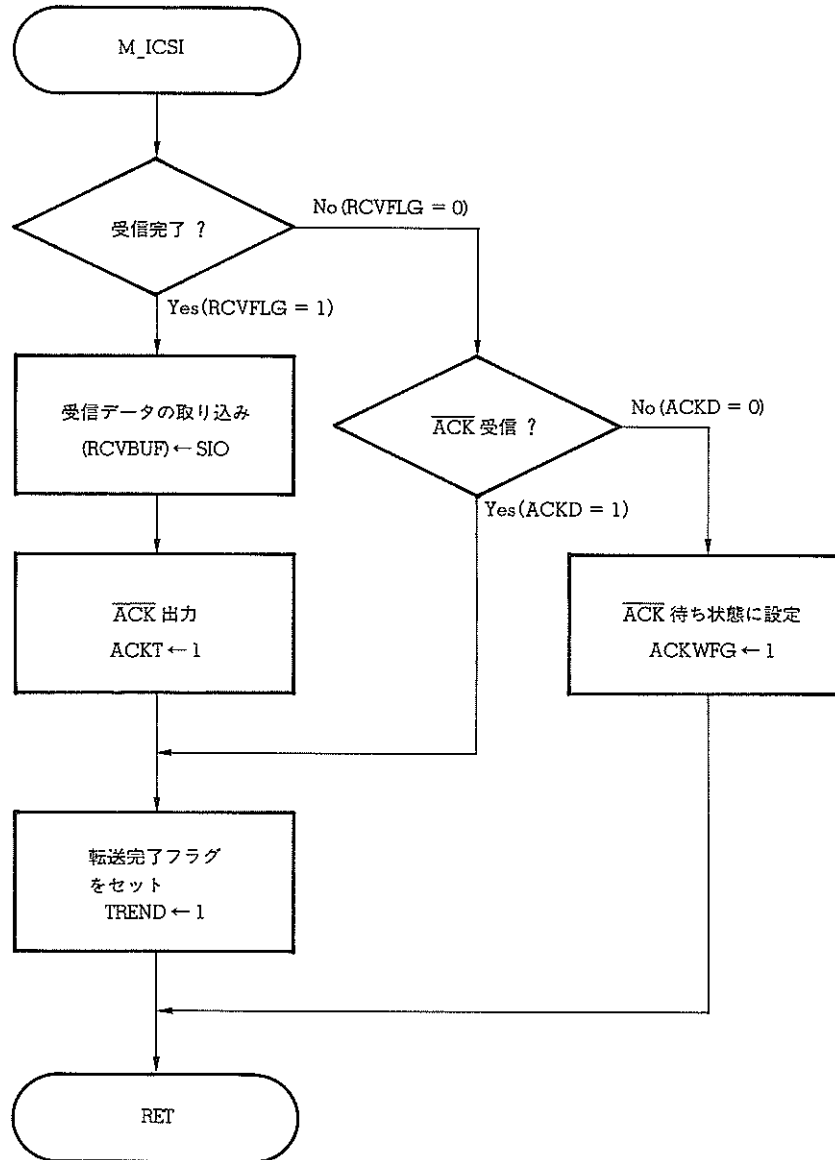 M_ICSI
受信完了 ?
No (RCVFLG = 0)
Yes (RCVFLG = 1)
受信データの取り込み
(RCVBUF) ← SIO
A̅C̅K̅ 受信 ?
No (ACKD = 0)
Yes (ACKD = 1)
A̅C̅K̅ 出力
ACKT ← 1
A̅C̅K̅ 待ち状態に設定
ACKWFG ← 1
転送完了フラグ
をセット
TREND ← 1
RET